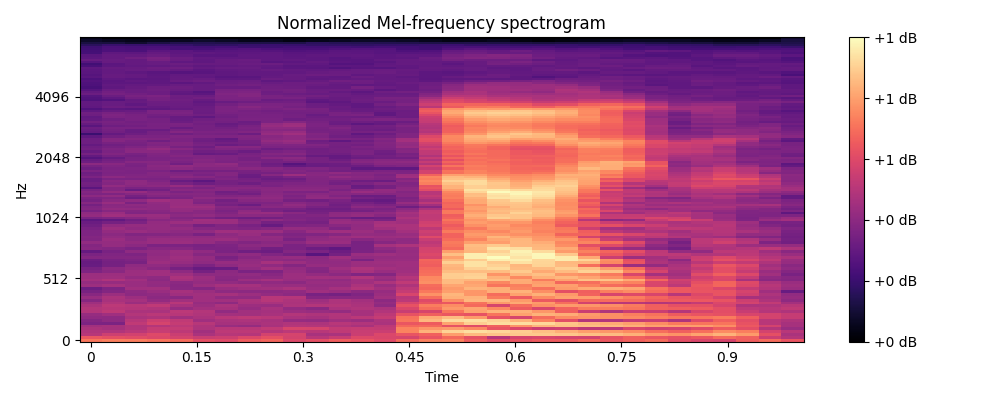 Normalized Mel-frequency spectrogram
Hz
4096
2048
1024
512
0
0 0.15 0.3 0.45 0.6 0.75 0.9
Time
+1 dB
+1 dB
+1 dB
+0 dB
+0 dB
+0 dB